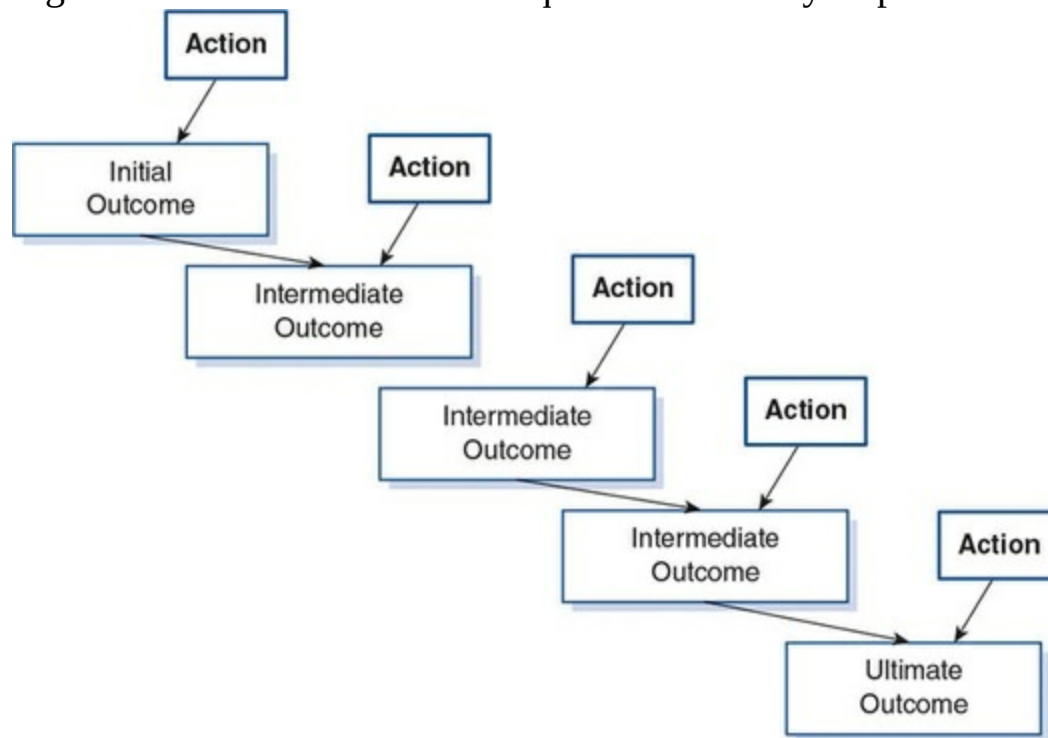 Action
Initial
Outcome
Action
Intermediate
Outcome
Action
Intermediate
Outcome
Action
Intermediate
Outcome
Action
Ultimate
Outcome